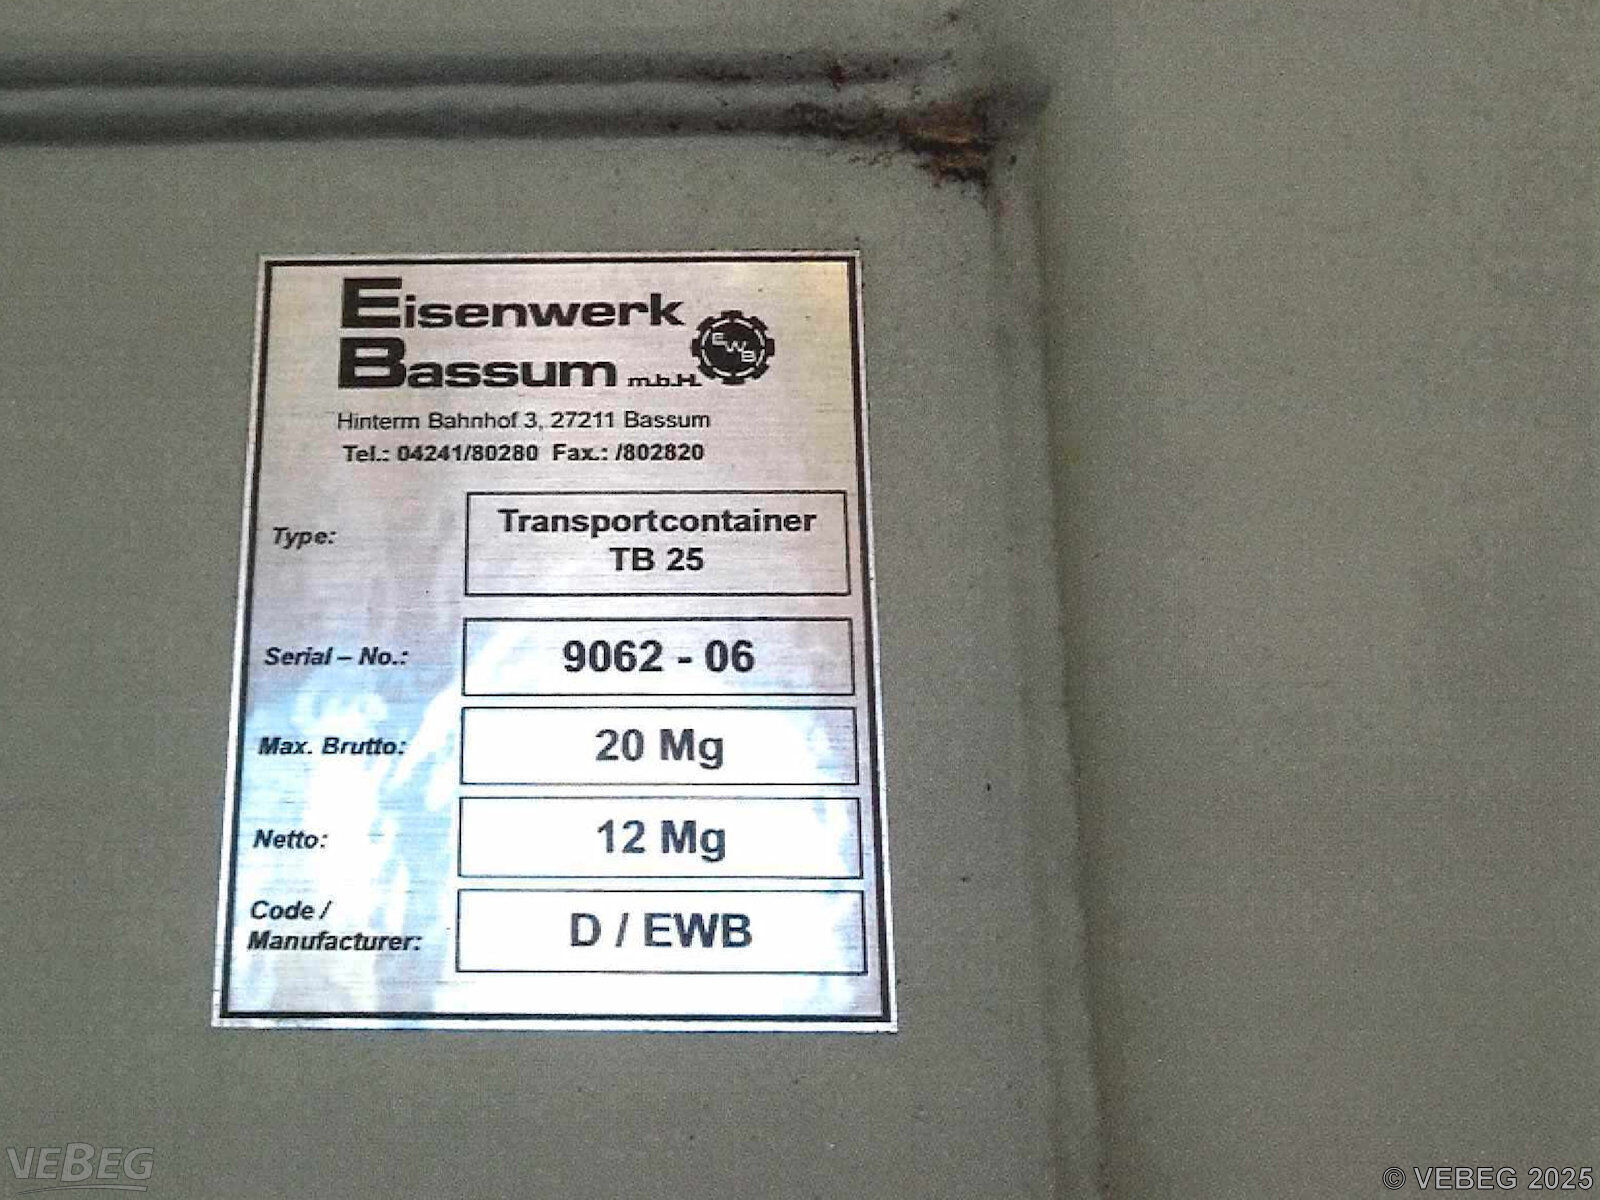 Eisenwerk
Bassum m.b.H.
EWB
Hinterm Bahnhof 3, 27211 Bassum
Tel.: 04241/80280 Fax.: /802820
Type:
Transportcontainer
TB 25
Serial – No.:
9062 - 06
Max. Brutto:
20 Mg
Netto:
12 Mg
Code /
Manufacturer:
D / EWB
VEBEG
© VEBEG 2025